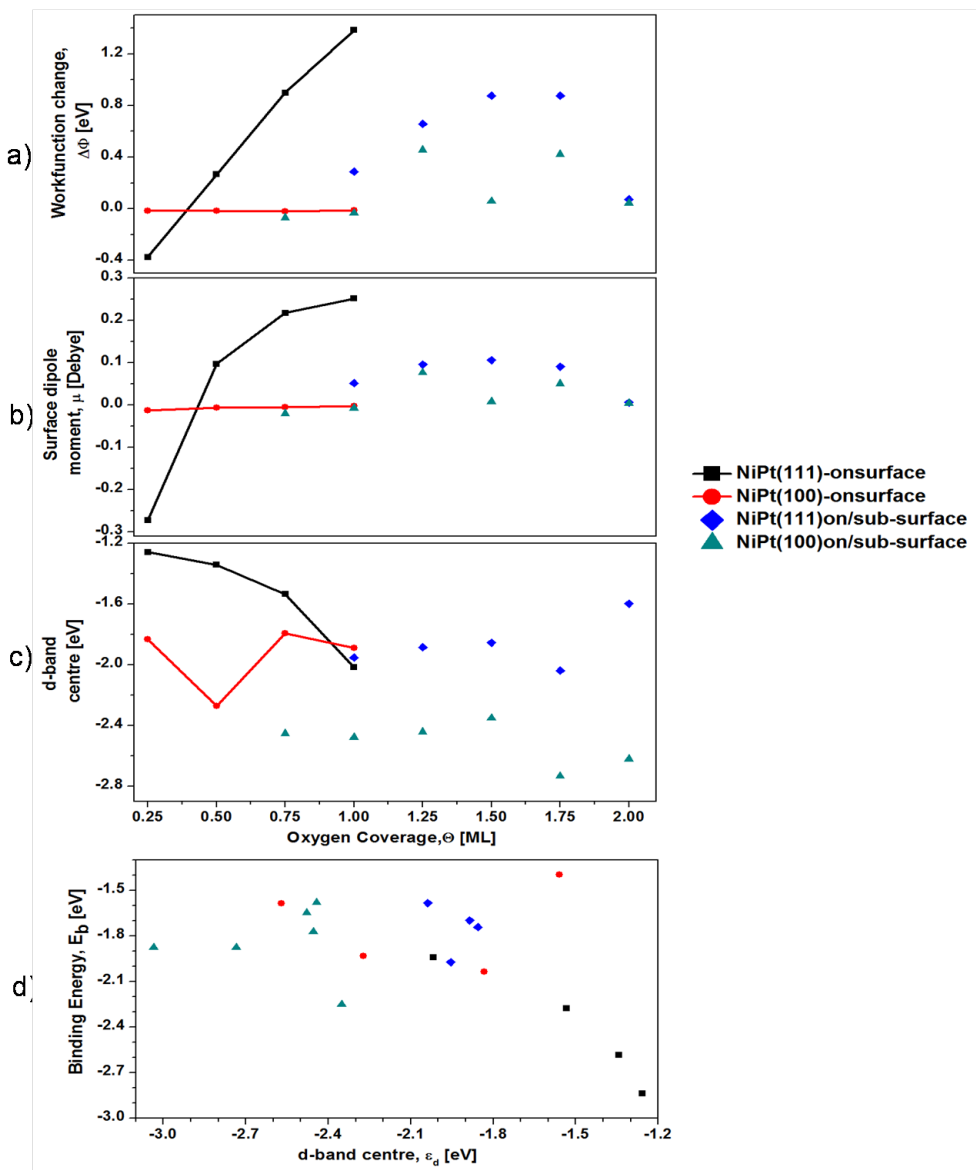 a)
Workfunction change,
ΔΦ [eV]
1.2
0.8
0.4
0.0
-0.4
b)
Surface dipole
moment, μ [Debye]
0.3
0.2
0.1
0.0
-0.1
-0.2
-0.3
c)
d-band
centre [eV]
-1.2
-1.6
-2.0
-2.4
-2.8
0.25 0.50 0.75 1.00 1.25 1.50 1.75 2.00
Oxygen Coverage,Θ [ML]
NiPt(111)-onsurface
NiPt(100)-onsurface
NiPt(111)on/sub-surface
NiPt(100)on/sub-surface
d)
Binding Energy, E_b [eV]
-1.5
-1.8
-2.1
-2.4
-2.7
-3.0
-3.0 -2.7 -2.4 -2.1 -1.8 -1.5 -1.2
d-band centre, ε_d [eV]